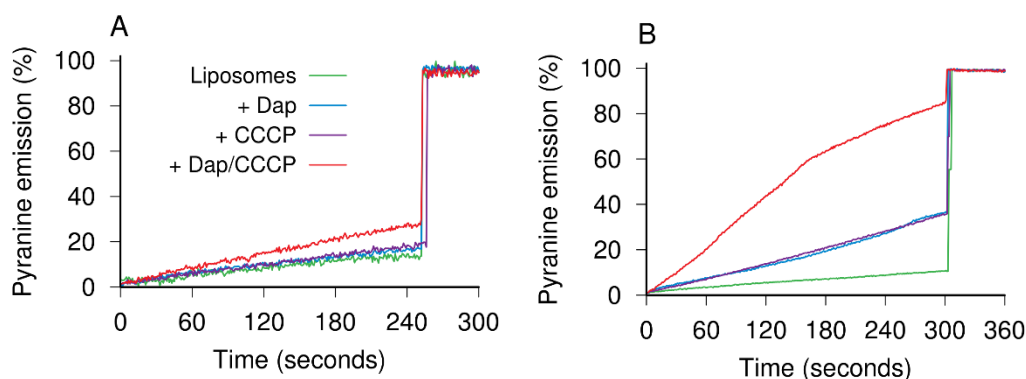 A
Pyranine emission (%)
100
80
60
40
20
0
Liposomes
+ Dap
+ CCCP
+ Dap/CCCP
0 60 120 180 240 300
Time (seconds)
B
Pyranine emission (%)
100
80
60
40
20
0
0 60 120 180 240 300 360
Time (seconds)